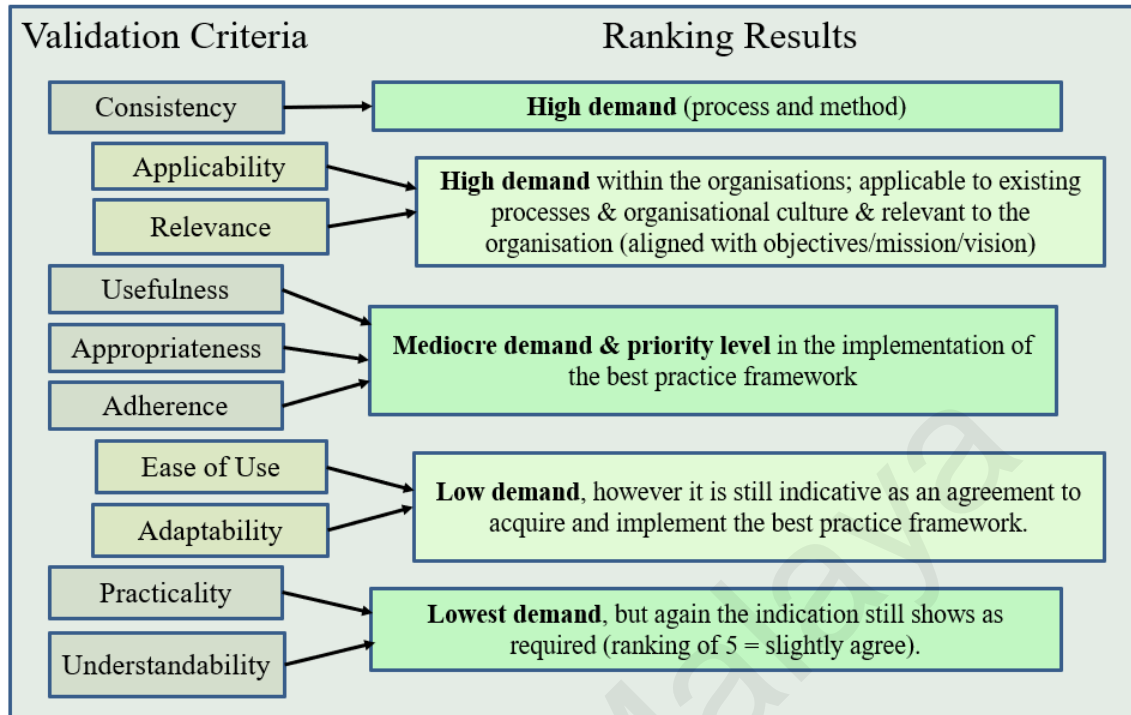 Validation Criteria
Ranking Results
Consistency
High demand (process and method)
Applicability
Relevance
High demand within the organisations; applicable to existing
processes & organisational culture & relevant to the
organisation (aligned with objectives/mission/vision)
Usefulness
Appropriateness
Adherence
Mediocre demand & priority level in the implementation of
the best practice framework
Ease of Use
Adaptability
Low demand, however it is still indicative as an agreement to
acquire and implement the best practice framework.
Practicality
Understandability
Lowest demand, but again the indication still shows as
required (ranking of 5 = slightly agree).
Malaya